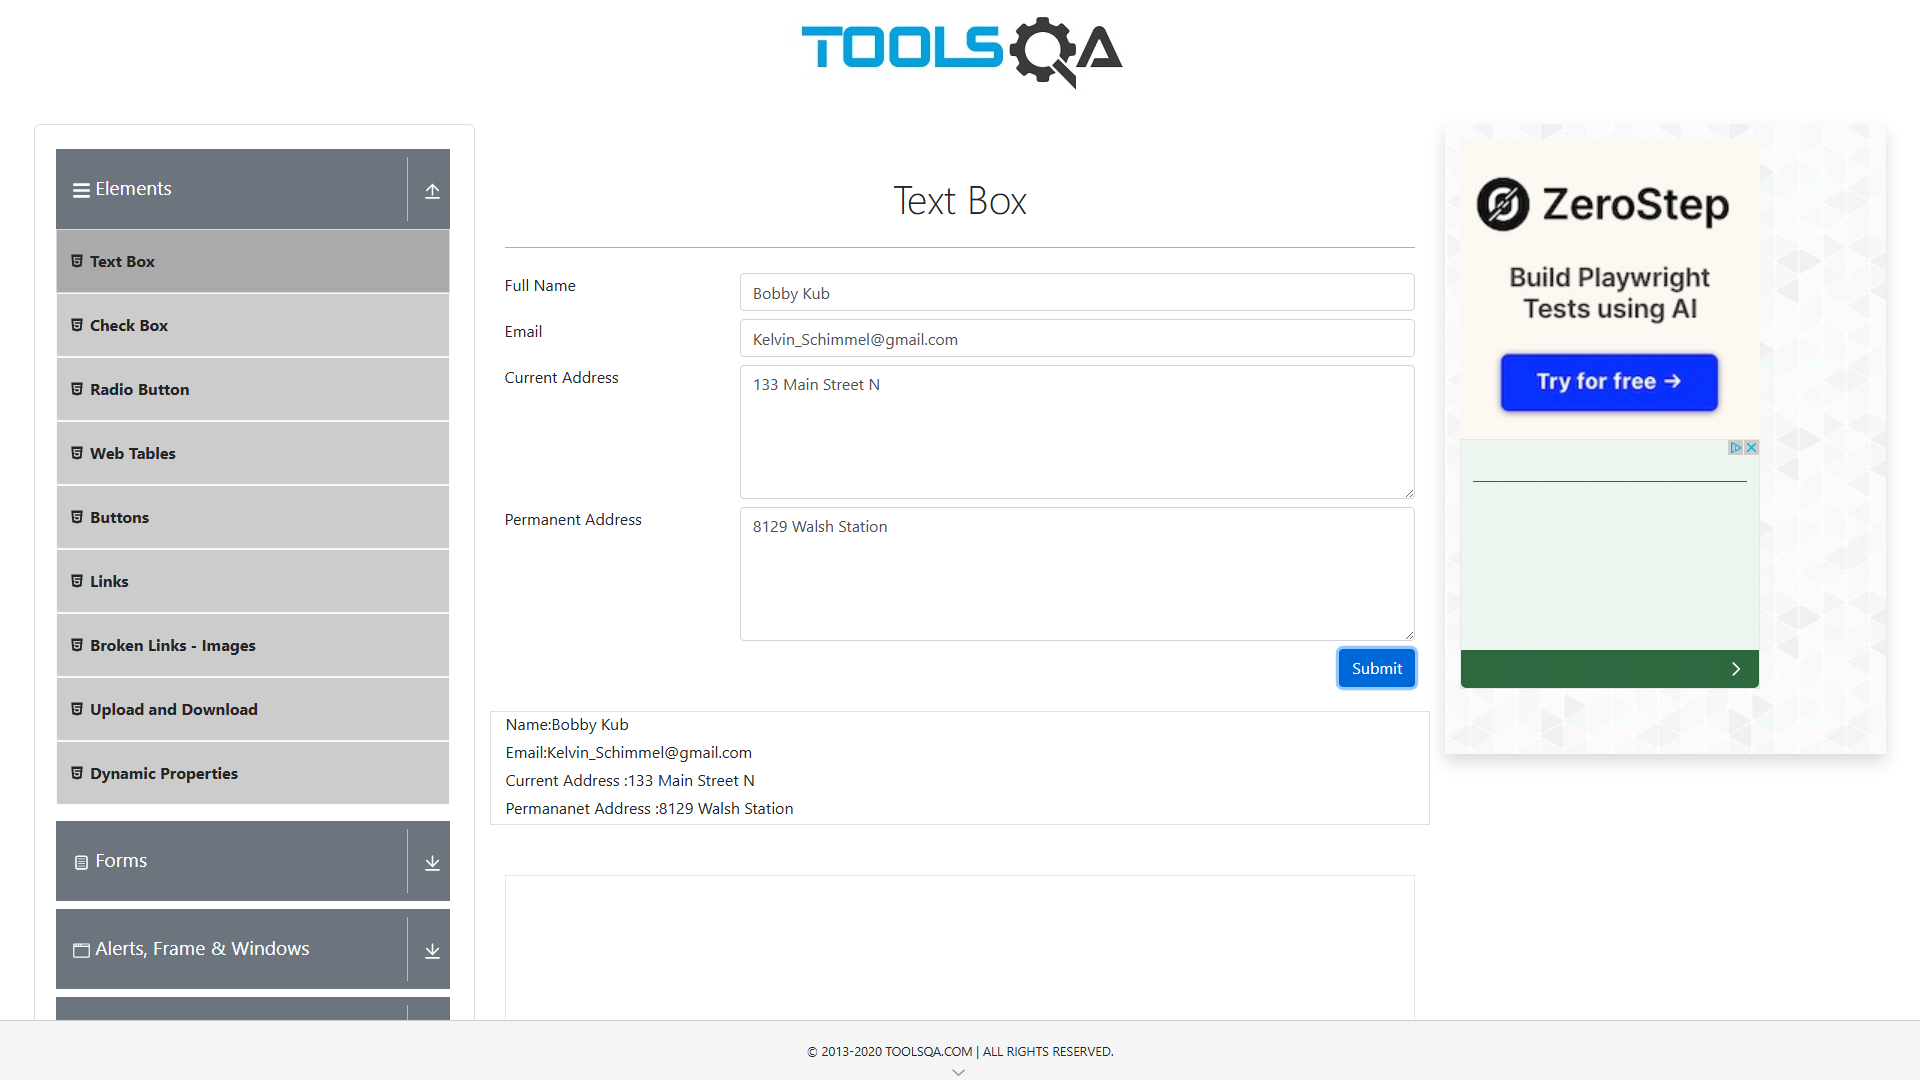 TOOLSQA
Elements
Text Box
Check Box
Radio Button
Web Tables
Buttons
Links
Broken Links - Images
Upload and Download
Dynamic Properties
Forms
Alerts, Frame & Windows
Text Box
Full Name
Bobby Kub
Email
Kelvin_Schimmel@gmail.com
Current Address
133 Main Street N
Permanent Address
8129 Walsh Station
Submit
Name:Bobby Kub
Email:Kelvin_Schimmel@gmail.com
Current Address :133 Main Street N
Permananet Address :8129 Walsh Station
ZeroStep
Build Playwright
Tests using AI
Try for free →
© 2013-2020 TOOLSQA.COM | ALL RIGHTS RESERVED.